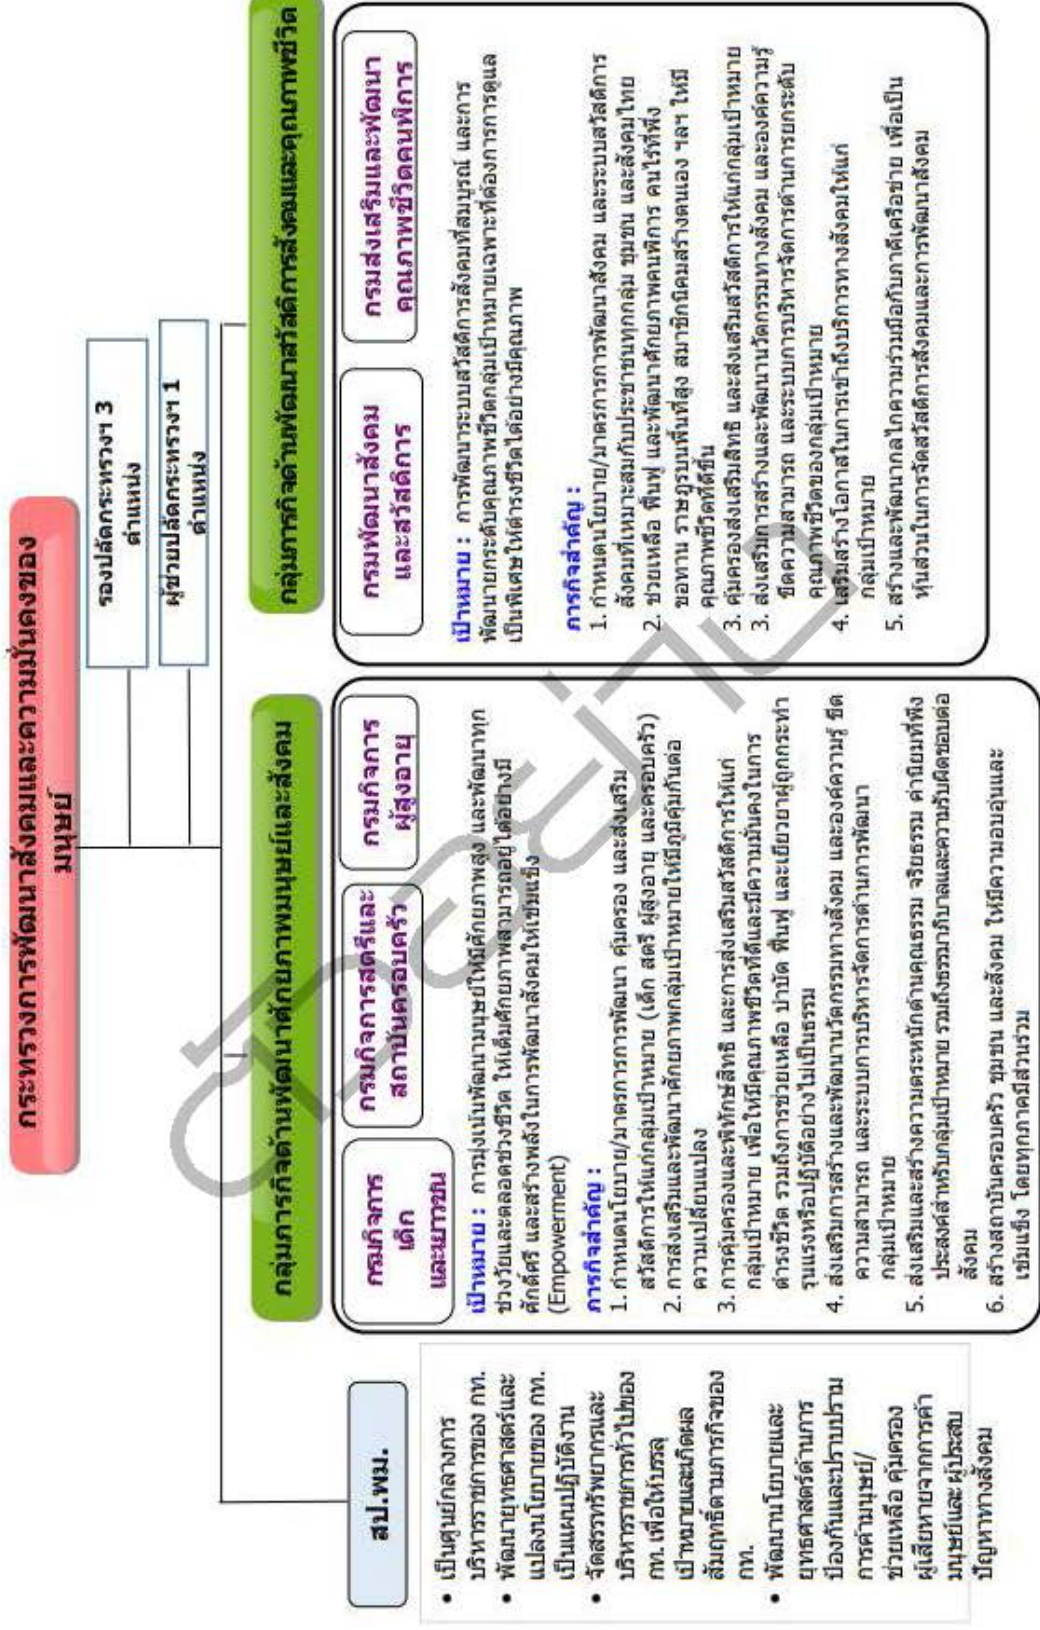 กระทรวงการพัฒนาสังคมและความมั่นคงของ
มนุษย์
รองปลัดกระทรวงฯ 3
ตำแหน่ง
ผู้ช่วยปลัดกระทรวงฯ 1
ตำแหน่ง
สป.พม.
• เป็นศูนย์กลางการ
บริหารราชการของ กท.
• พัฒนายุทธศาสตร์และ
แปลงนโยบายของ กท.
เป็นแผนปฏิบัติงาน
• จัดสรรทรัพยากรและ
บริหารราชการทั่วไปของ
กท. เพื่อให้บรรลุ
เป้าหมายและเกิดผล
สัมฤทธิ์ตามภารกิจของ
กท.
• พัฒนานโยบายและ
ยุทธศาสตร์ด้านการ
ป้องกันและปราบปราม
การค้ามนุษย์/
ช่วยเหลือ คุ้มครอง
ผู้เสียหายจากการค้า
มนุษย์และ ผู้ประสบ
ปัญหาทางสังคม
กลุ่มภารกิจด้านพัฒนาศักยภาพมนุษย์และสังคม
กรมกิจการ
เด็ก
และเยาวชน
กรมกิจการสตรีและ
สถาบันครอบครัว
กรมกิจการ
ผู้สูงอายุ
เป้าหมาย : การมุ่งเน้นพัฒนามนุษย์ให้มีศักยภาพสูง และพัฒนาทุก
ช่วงวัยและตลอดช่วงชีวิต ให้เต็มศักยภาพสามารถอยู่ได้อย่างมี
ศักดิ์ศรี และสร้างพลังในการพัฒนาสังคมให้เข้มแข็ง
(Empowerment)
ภารกิจสำคัญ :
1. กำหนดนโยบาย/มาตรการการพัฒนา คุ้มครอง และส่งเสริม
สวัสดิการให้แก่กลุ่มเป้าหมาย (เด็ก สตรี ผู้สูงอายุ และครอบครัว)
2. การส่งเสริมและพัฒนาศักยภาพกลุ่มเป้าหมายให้มีภูมิคุ้มกันต่อ
ความเปลี่ยนแปลง
3. การคุ้มครองและพิทักษ์สิทธิ และการส่งเสริมสวัสดิการให้แก่
กลุ่มเป้าหมาย เพื่อให้มีคุณภาพชีวิตที่ดีและมีความมั่นคงในการ
ดำรงชีวิต รวมถึงการช่วยเหลือ บำบัด ฟื้นฟู และเยียวยาผู้ถูกกระทำ
รุนแรงหรือปฏิบัติอย่างไม่เป็นธรรม
4. ส่งเสริมการสร้างและพัฒนานวัตกรรมทางสังคม และองค์ความรู้ ขีด
ความสามารถ และระบบการบริหารจัดการด้านการพัฒนา
กลุ่มเป้าหมาย
5. ส่งเสริมและสร้างความตระหนักด้านคุณธรรม จริยธรรม ค่านิยมที่พึง
ประสงค์สำหรับกลุ่มเป้าหมาย รวมถึงธรรมาภิบาลและความรับผิดชอบต่อ
สังคม
6. สร้างสถาบันครอบครัว ชุมชน และสังคม ให้มีความอบอุ่นและ
เข้มแข็ง โดยทุกภาคมีส่วนร่วม
กลุ่มภารกิจด้านพัฒนาสวัสดิการสังคมและคุณภาพชีวิต
กรมพัฒนาสังคม
และสวัสดิการ
กรมส่งเสริมและพัฒนา
คุณภาพชีวิตคนพิการ
เป้าหมาย : การพัฒนาระบบสวัสดิการสังคมที่สมบูรณ์ และการ
พัฒนายกระดับคุณภาพชีวิตกลุ่มเป้าหมายเฉพาะที่ต้องการการดูแล
เป็นพิเศษให้ดำรงชีวิตได้อย่างมีคุณภาพ
ภารกิจสำคัญ :
1. กำหนดนโยบาย/มาตรการการพัฒนาสังคม และระบบสวัสดิการ
สังคมที่เหมาะสมกับประชาชนทุกกลุ่ม ชุมชน และสังคมไทย
2. ช่วยเหลือ ฟื้นฟู และพัฒนาศักยภาพคนพิการ คนไร้ที่พึ่ง
ขอทาน ราษฎรบนพื้นที่สูง สมาชิกนิคมสร้างตนเอง ฯลฯ ให้มี
คุณภาพชีวิตที่ดีขึ้น
3. คุ้มครองส่งเสริมสิทธิ และส่งเสริมสวัสดิการให้แก่กลุ่มเป้าหมาย
3. ส่งเสริมการสร้าง/และพัฒนานวัตกรรมทางสังคม และองค์ความรู้
ขีดความสามารถ และระบบการบริหารจัดการด้านการยกระดับ
คุณภาพชีวิตของกลุ่มเป้าหมาย
4. เสริมสร้างโอกาสในการเข้าถึงบริการทางสังคมให้แก่
กลุ่มเป้าหมาย
5. สร้างและพัฒนากลไกความร่วมมือกับภาคีเครือข่าย เพื่อเป็น
หุ้นส่วนในการจัดสวัสดิการสังคมและการพัฒนาสังคม
ตัวอย่าง